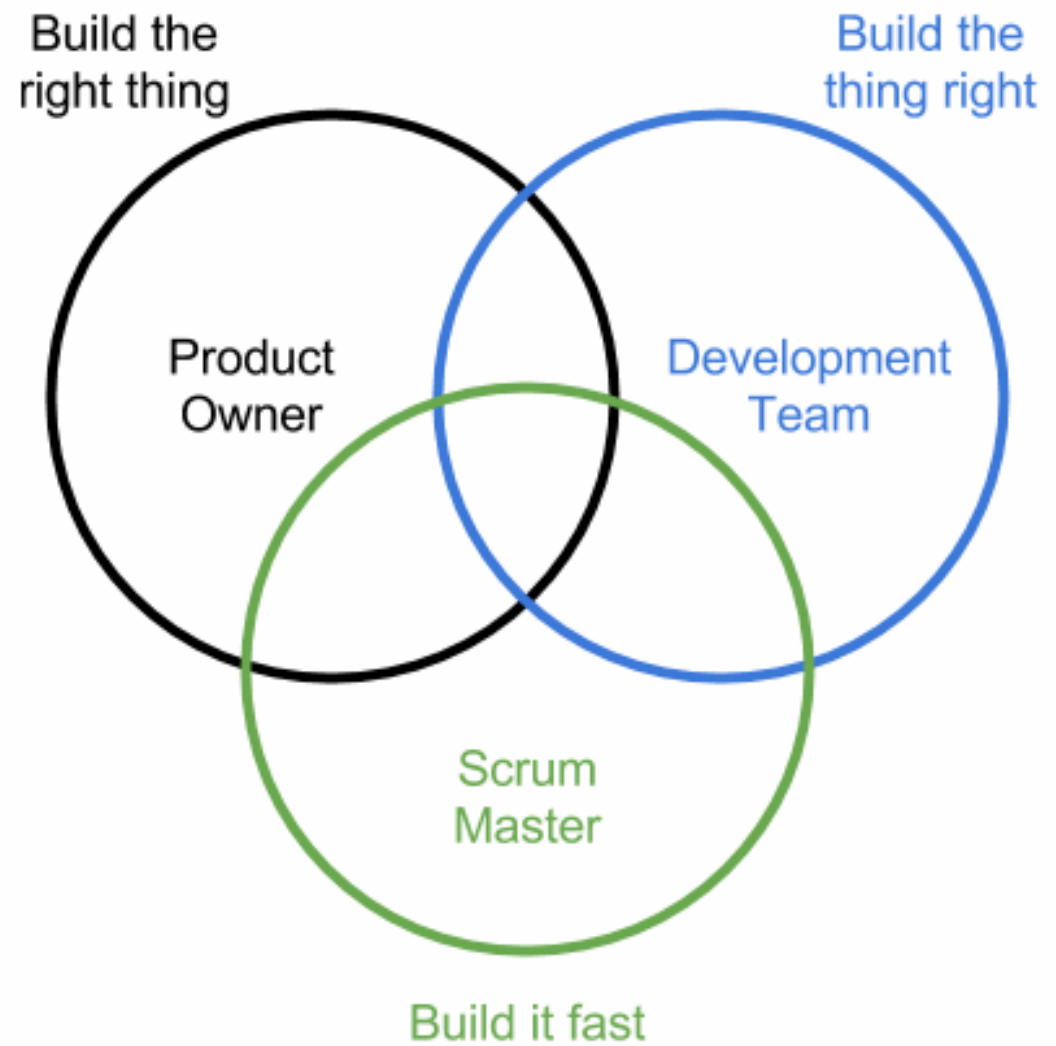 Build the
right thing
Build the
thing right
Product
Owner
Development
Team
Scrum
Master
Build it fast